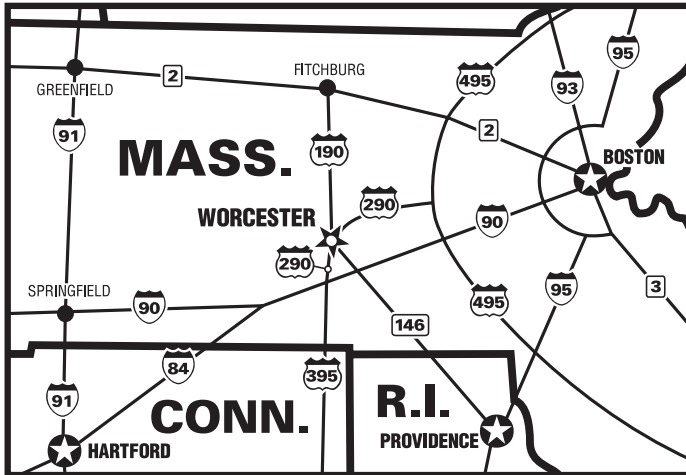 95
495
93
FITCHBURG
2
GREENFIELD
2
91
190
BOSTON
MASS.
290
WORCESTER
90
290
SPRINGFIELD
90
495
95
3
146
84
395
91
CONN.
R.I.
PROVIDENCE
HARTFORD